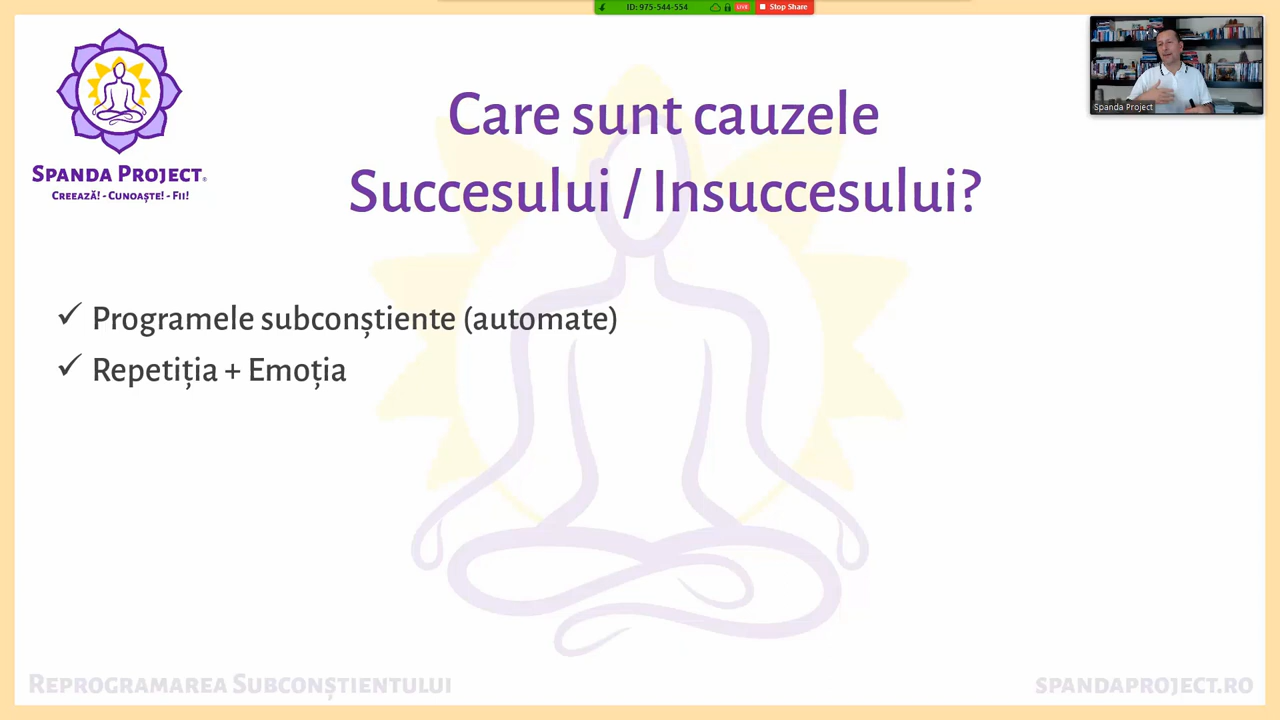 ID: 975-544-554
LIVE
Stop Share
SPANDA PROJECT®
CREEAZĂ! - CUNOAȘTE! - FII!
Spanda Project
Care sunt cauzele
Succesului / Insuccesului?
✓ Programele subconștiente (automate)
✓ Repetiția + Emoția
REPROGRAMAREA SUBCONȘTIENTULUI
SPANDAPROJECT.RO